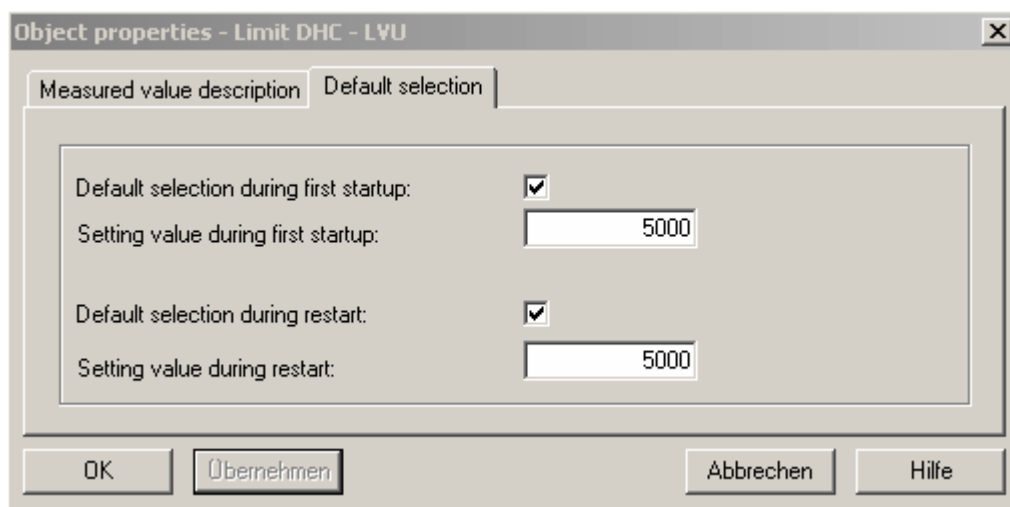 Object properties - Limit DHC - LVU
Measured value description
Default selection
Default selection during first startup:
Setting value during first startup:
5000
Default selection during restart:
Setting value during restart:
5000
OK
Übernehmen
Abbrechen
Hilfe